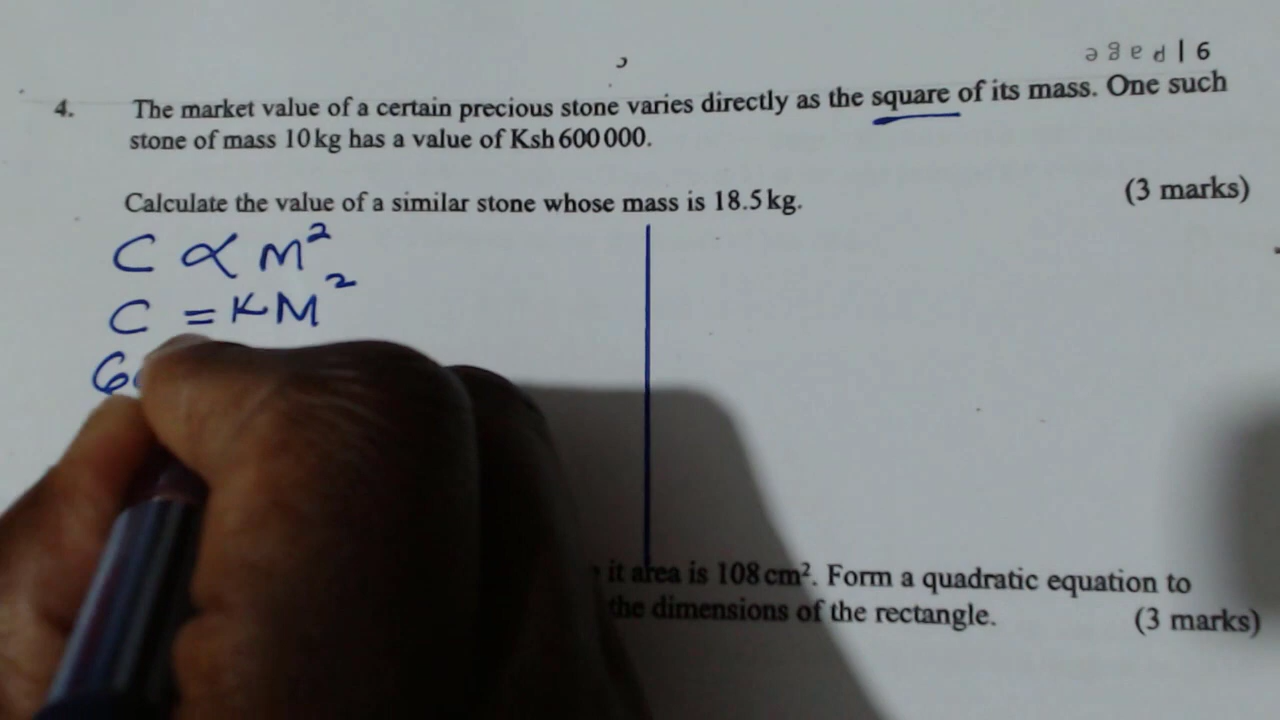 6 | P a g e
4. The market value of a certain precious stone varies directly as the square of its mass. One such
stone of mass 10 kg has a value of Ksh 600 000.
Calculate the value of a similar stone whose mass is 18.5 kg. (3 marks)
C ∝ M²
C = KM²
6
it area is 108 cm². Form a quadratic equation to
the dimensions of the rectangle. (3 marks)